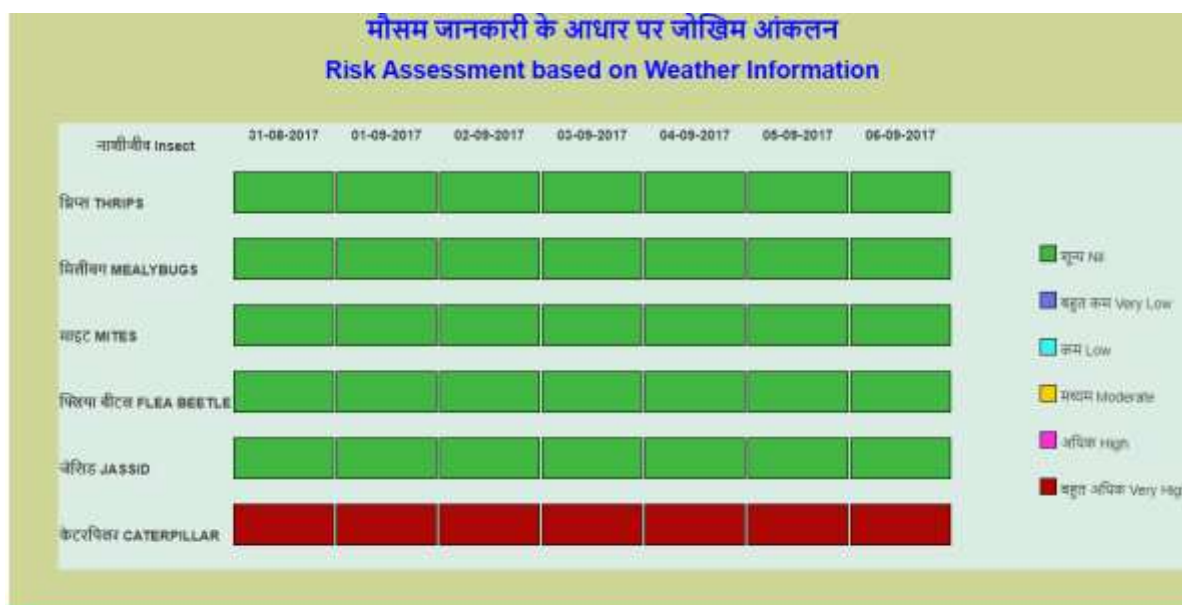 मौसम जानकारी के आधार पर जोखिम आंकलन
Risk Assessment based on Weather Information
नाशीजीव Insect 31-08-2017 01-09-2017 02-09-2017 03-09-2017 04-09-2017 05-09-2017 06-09-2017
थ्रिप्स THRIPS
मिलीबग MEALYBUGS
माइट MITES
फ्लिया बीटल FLEA BEETLE
जेसिड JASSID
केटरपिलर CATERPILLAR
शून्य Nil
बहुत कम Very Low
कम Low
मध्यम Moderate
अधिक High
बहुत अधिक Very Hig